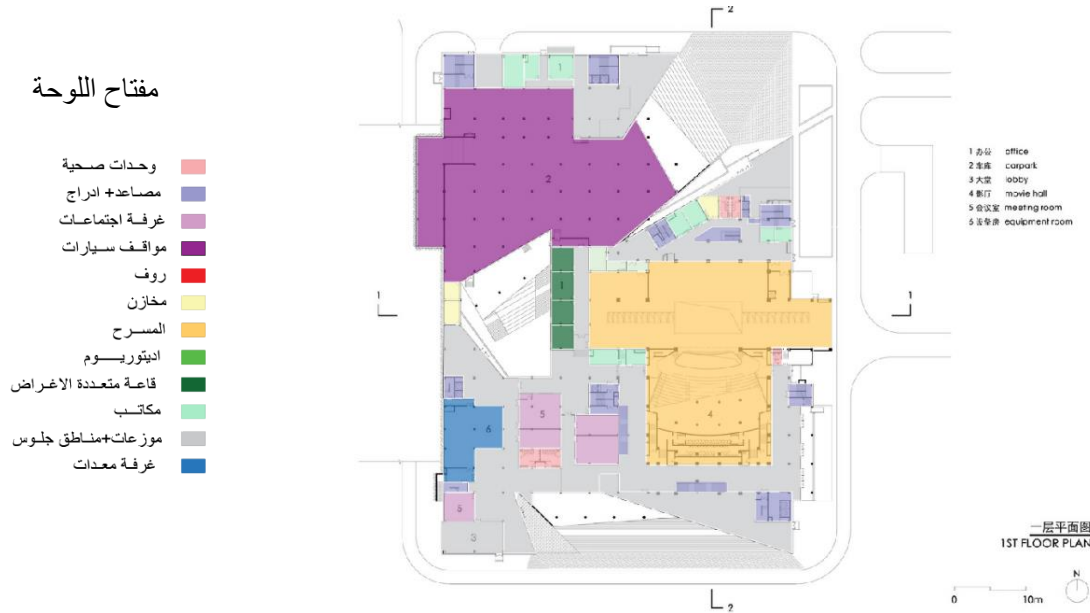 مفتاح اللوحة
وحدات صحية
مصاعد+ ادراج
غرفة اجتماعات
مواقف سيارات
روف
مخازن
المسرح
اديتوريوم
قاعة متعددة الاغراض
مكاتب
موزعات+مناطق جلوس
غرفة معدات
2
1
2
1
1
5
4
6
5
3
2
1 办公 office
2 车库 carpark
3 大堂 lobby
4 影厅 movie hall
5 会议室 meeting room
6 设备房 equipment room
一层平面图
1ST FLOOR PLAN
N
0 10m